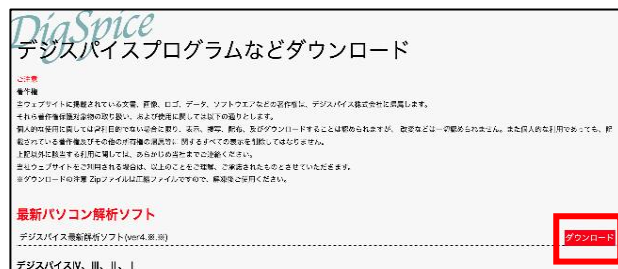 DigSpice
デジスパイスプログラムなどダウンロード
ご注意
著作権
本ウェブサイトに掲載されている文書、画像、ロゴ、データ、ソフトウエアなどの著作権は、デジスパイス株式会社に帰属します。
それら著作権保護対象物の取り扱い、および使用に関しては以下の通りとします。
個人的な使用に関しては非営利目的でない場合に限り、表示、複写、配布、及びダウンロードすることは認められますが、改変などは一切認められません。また個人的な利用であっても、記
載されている著作権及びその他の所有権の帰属等に関するすべての表示を削除してはなりません。
上記以外に該当する利用に関しては、あらかじめ当社までご連絡ください。
当社ウェブサイトをご利用される場合は、以上のことをご理解、ご承諾されたものとさせていただきます。
※ダウンロードの注意 Zipファイルは圧縮ファイルですので、解凍後ご使用ください。
最新パソコン解析ソフト
デジスパイス最新解析ソフト(ver4.※.※)
ダウンロード
デジスパイスⅣ、Ⅲ、Ⅱ、Ⅰ